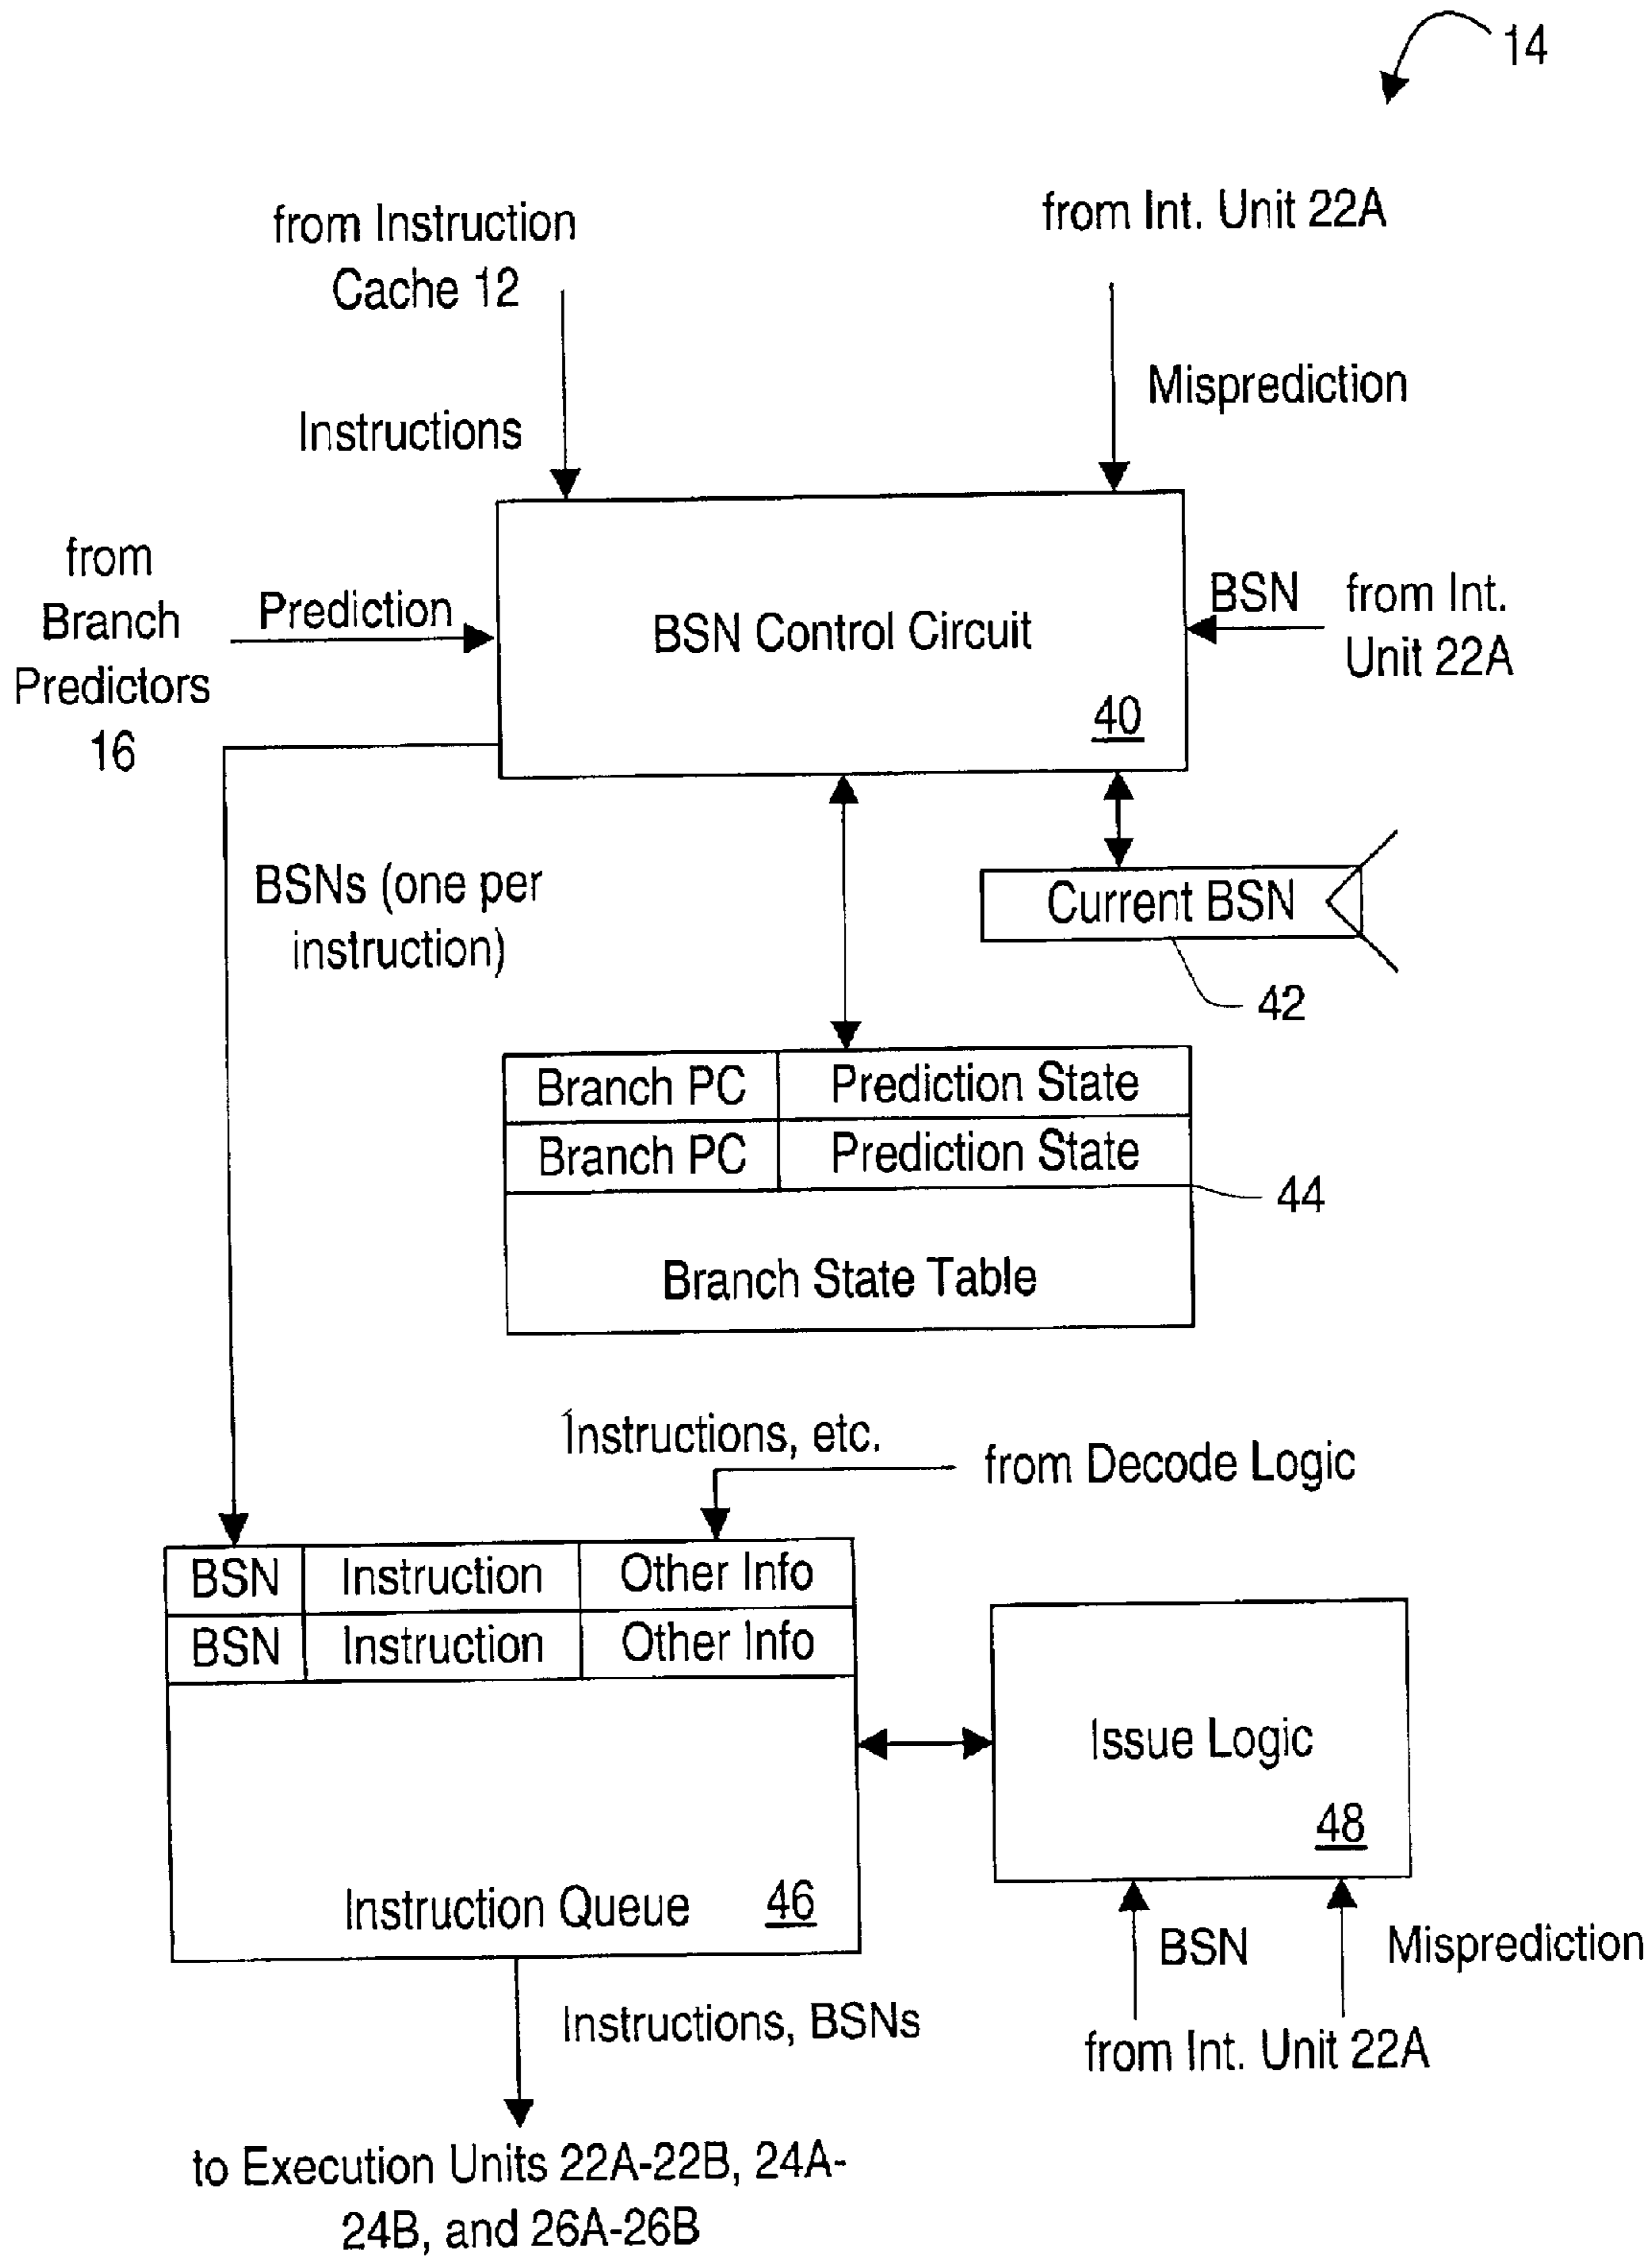 14
from Instruction
Cache 12
from Int. Unit 22A
Misprediction
Instructions
from
Branch
Predictors
16
Prediction
BSN Control Circuit
40
BSN
from Int.
Unit 22A
BSNs (one per
instruction)
Current BSN
42
Branch PC
Prediction State
Branch PC
Prediction State
44
Branch State Table
Instructions, etc.
from Decode Logic
BSN
Instruction
Other Info
BSN
Instruction
Other Info
Issue Logic
48
Instruction Queue
46
BSN
Misprediction
from Int. Unit 22A
Instructions, BSNs
to Execution Units 22A-22B, 24A-
24B, and 26A-26B